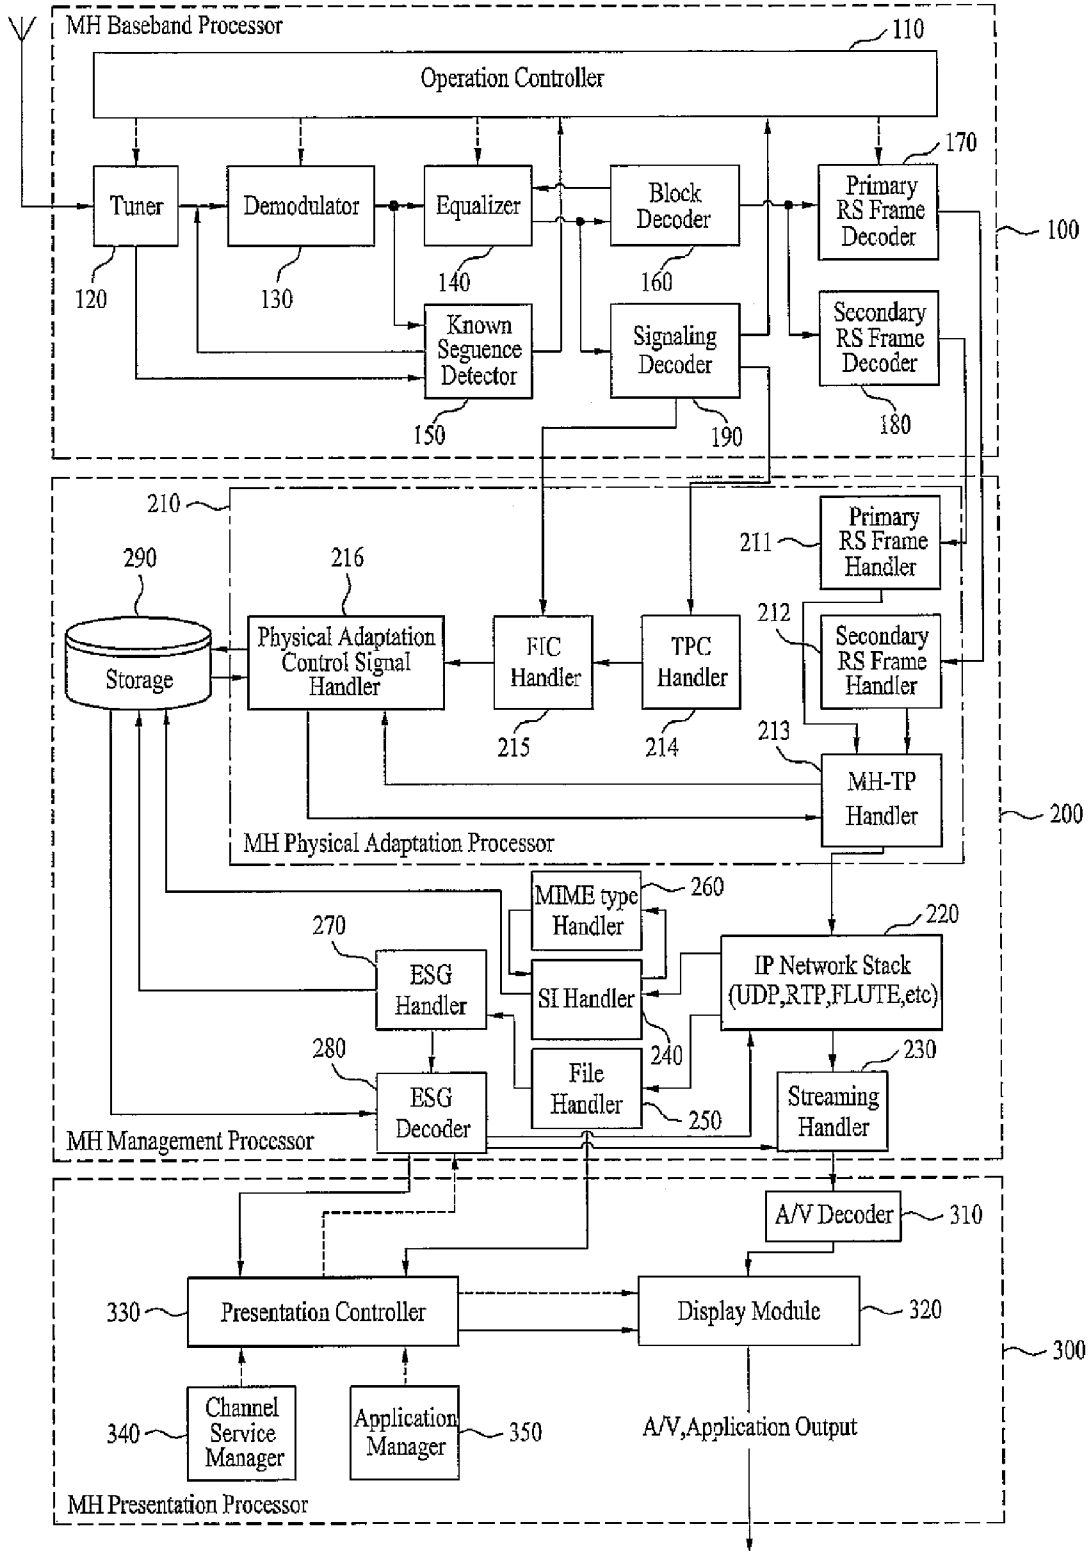 MH Baseband Processor
110
Operation Controller
170
Tuner
Demodulator
Equalizer
Block
Decoder
Primary
RS Frame
Decoder
100
120
130
140
160
Known
Seguence
Detector
Signaling
Decoder
Secondary
RS Frame
Decoder
150
190
180
210
Primary
RS Frame
Handler
211
290
216
212
Storage
Physical Adaptation
Control Signal
Handler
FIC
Handler
TPC
Handler
Secondary
RS Frame
Handler
215
214
213
MH-TP
Handler
200
MH Physical Adaptation Processor
MIME type
Handler
260
270
220
ESG
Handler
SI Handler
IP Network Stack
(UDP,RTP,FLUTE,etc)
240
280
230
File
Handler
ESG
Decoder
250
Streaming
Handler
MH Management Processor
A/V Decoder
310
330
Presentation Controller
Display Module
320
300
340
Channel
Service
Manager
Application
Manager
350
A/V,Application Output
MH Presentation Processor